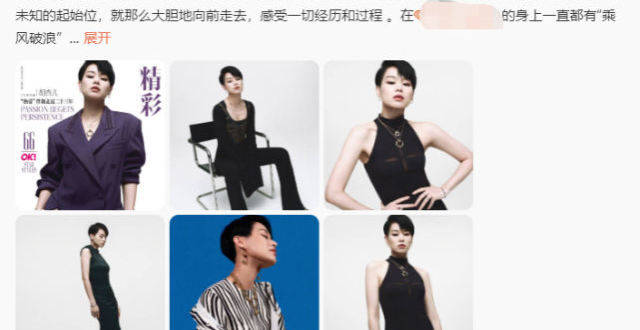 未知的起始位，就那么大胆地向前走去，感受一切经历和过程 。在
的身上一直都有“乘
风破浪” ... 展开
精彩
PASSION BEGETS
PERSISTENCE
66
OK!